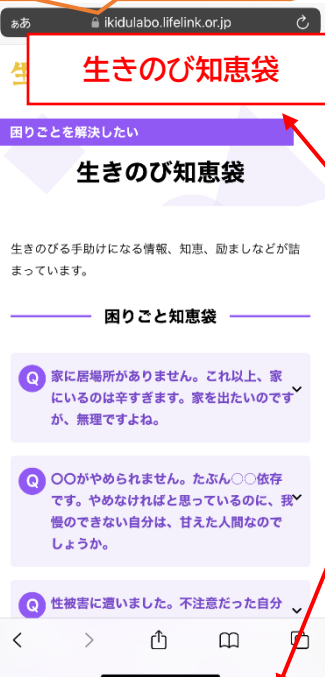 ぁあ ikidulabo.lifelink.or.jp
生
生きのび知恵袋
困りごとを解決したい
生きのび知恵袋
生きのびる手助けになる情報、知恵、励ましなどが詰
まっています。
困りごと知恵袋
Q 家に居場所がありません。これ以上、家
にいるのは辛すぎます。家を出たいのです
が、無理ですよね。
Q 〇〇がやめられません。たぶん○○依存
です。やめなければと思っているのに、我
慢のできない自分は、甘えた人間なので
しょうか。
Q 性被害に遭いました。不注意だった自分